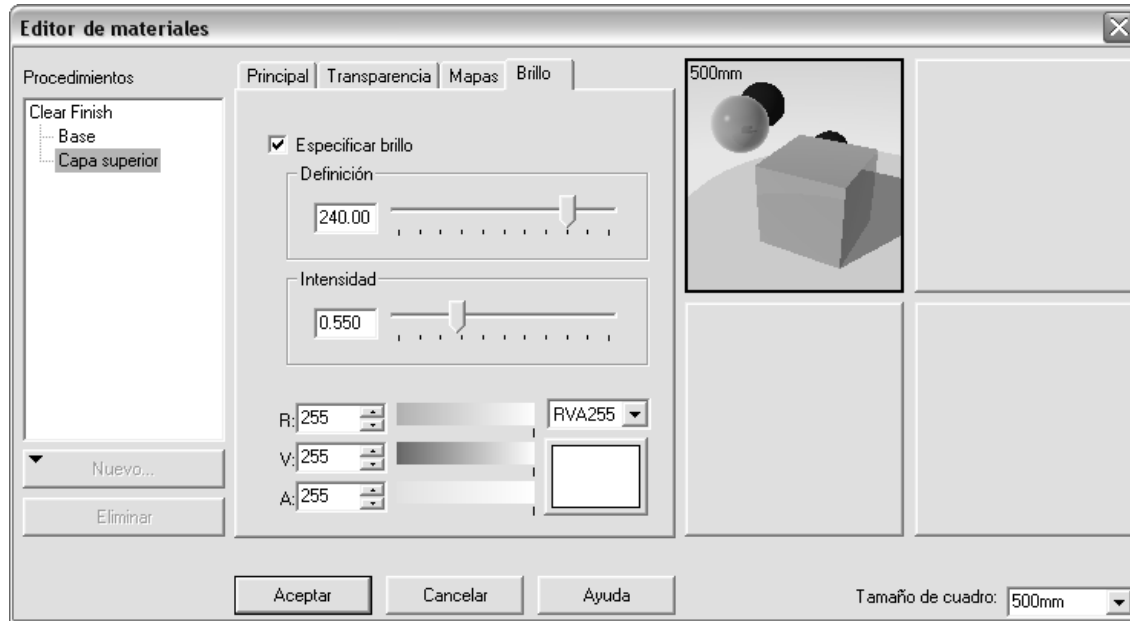 Editor de materiales
Procedimientos
Clear Finish
Base
Capa superior
Nuevo...
Eliminar
Principal
Transparencia
Mapas
Brillo
Especificar brillo
Definición
240.00
Intensidad
0.550
R: 255
V: 255
A: 255
RVA255
500mm
Aceptar
Cancelar
Ayuda
Tamaño de cuadro: 500mm